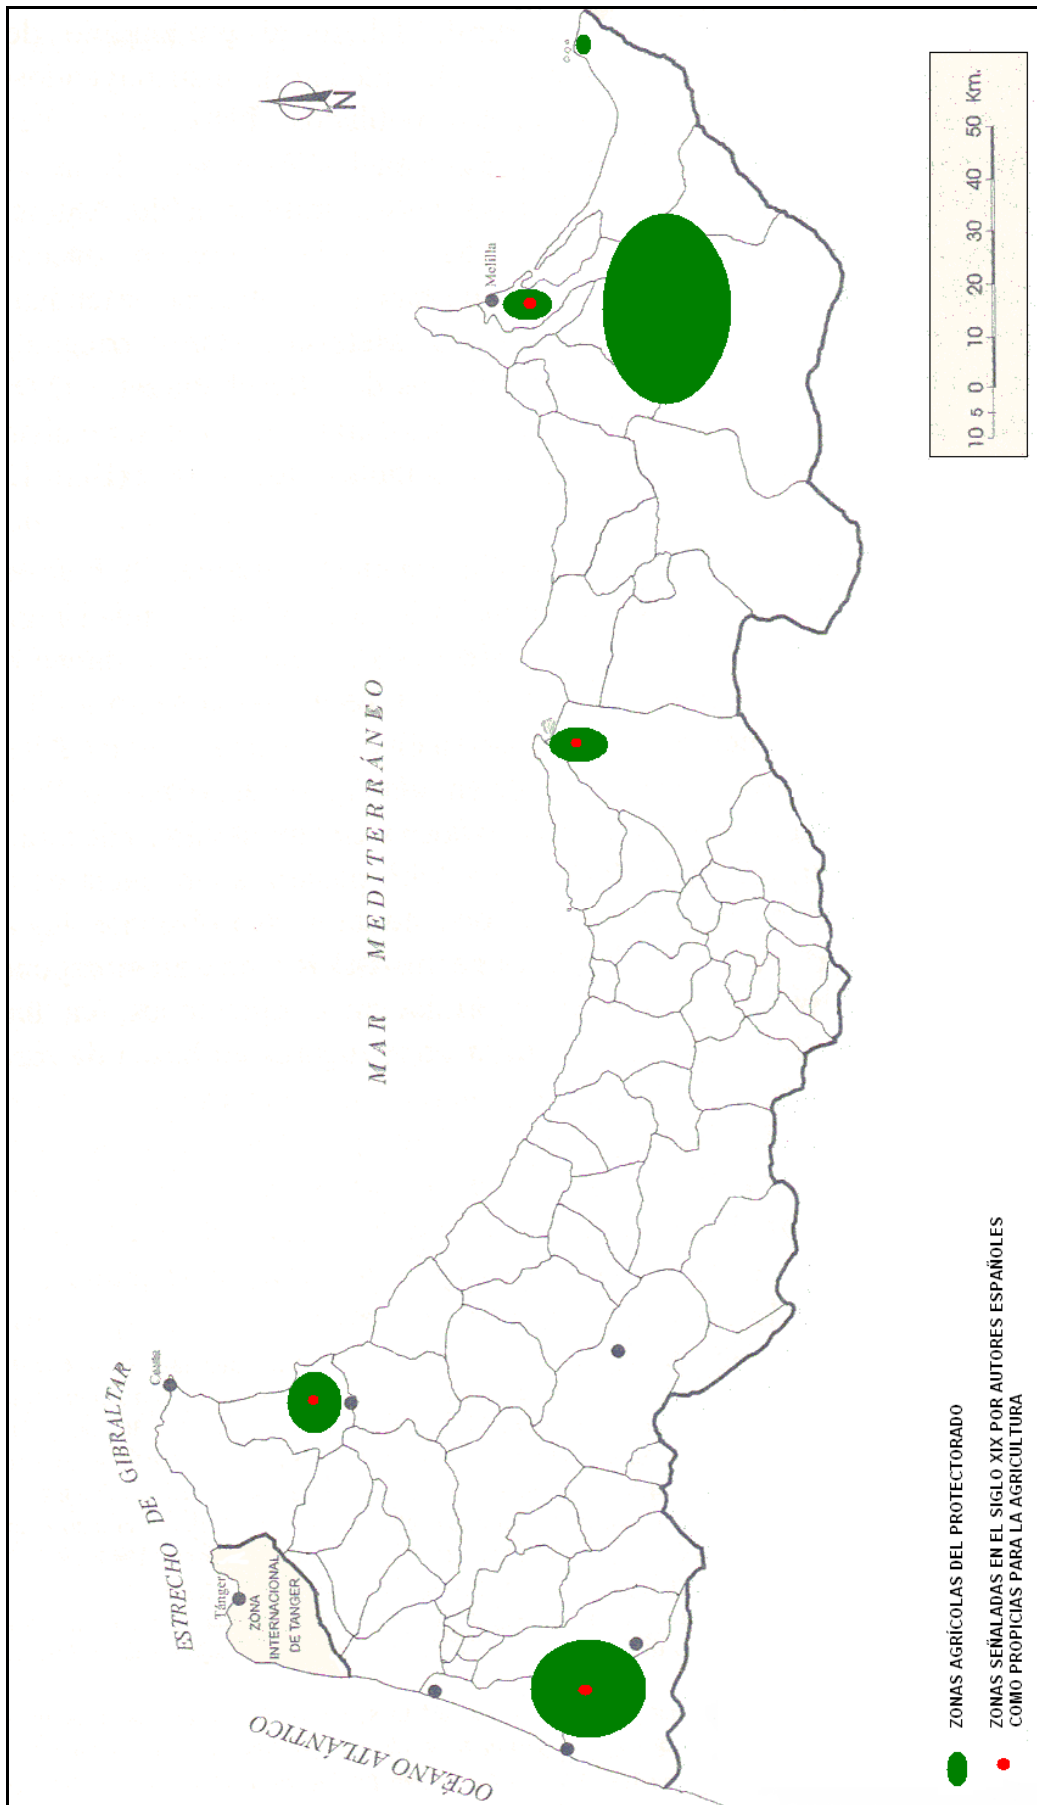 N
ESTRECHO DE GIBRALTAR
Ceuta
Tánger
ZONA
INTERNACIONAL
DE TANGER
OCÉANO ATLÁNTICO
MAR MEDITERRÁNEO
Melilla
10 5 0 10 20 30 40 50 Km.
ZONAS AGRÍCOLAS DEL PROTECTORADO
ZONAS SEÑALADAS EN EL SIGLO XIX POR AUTORES ESPAÑOLES
COMO PROPICIAS PARA LA AGRICULTURA